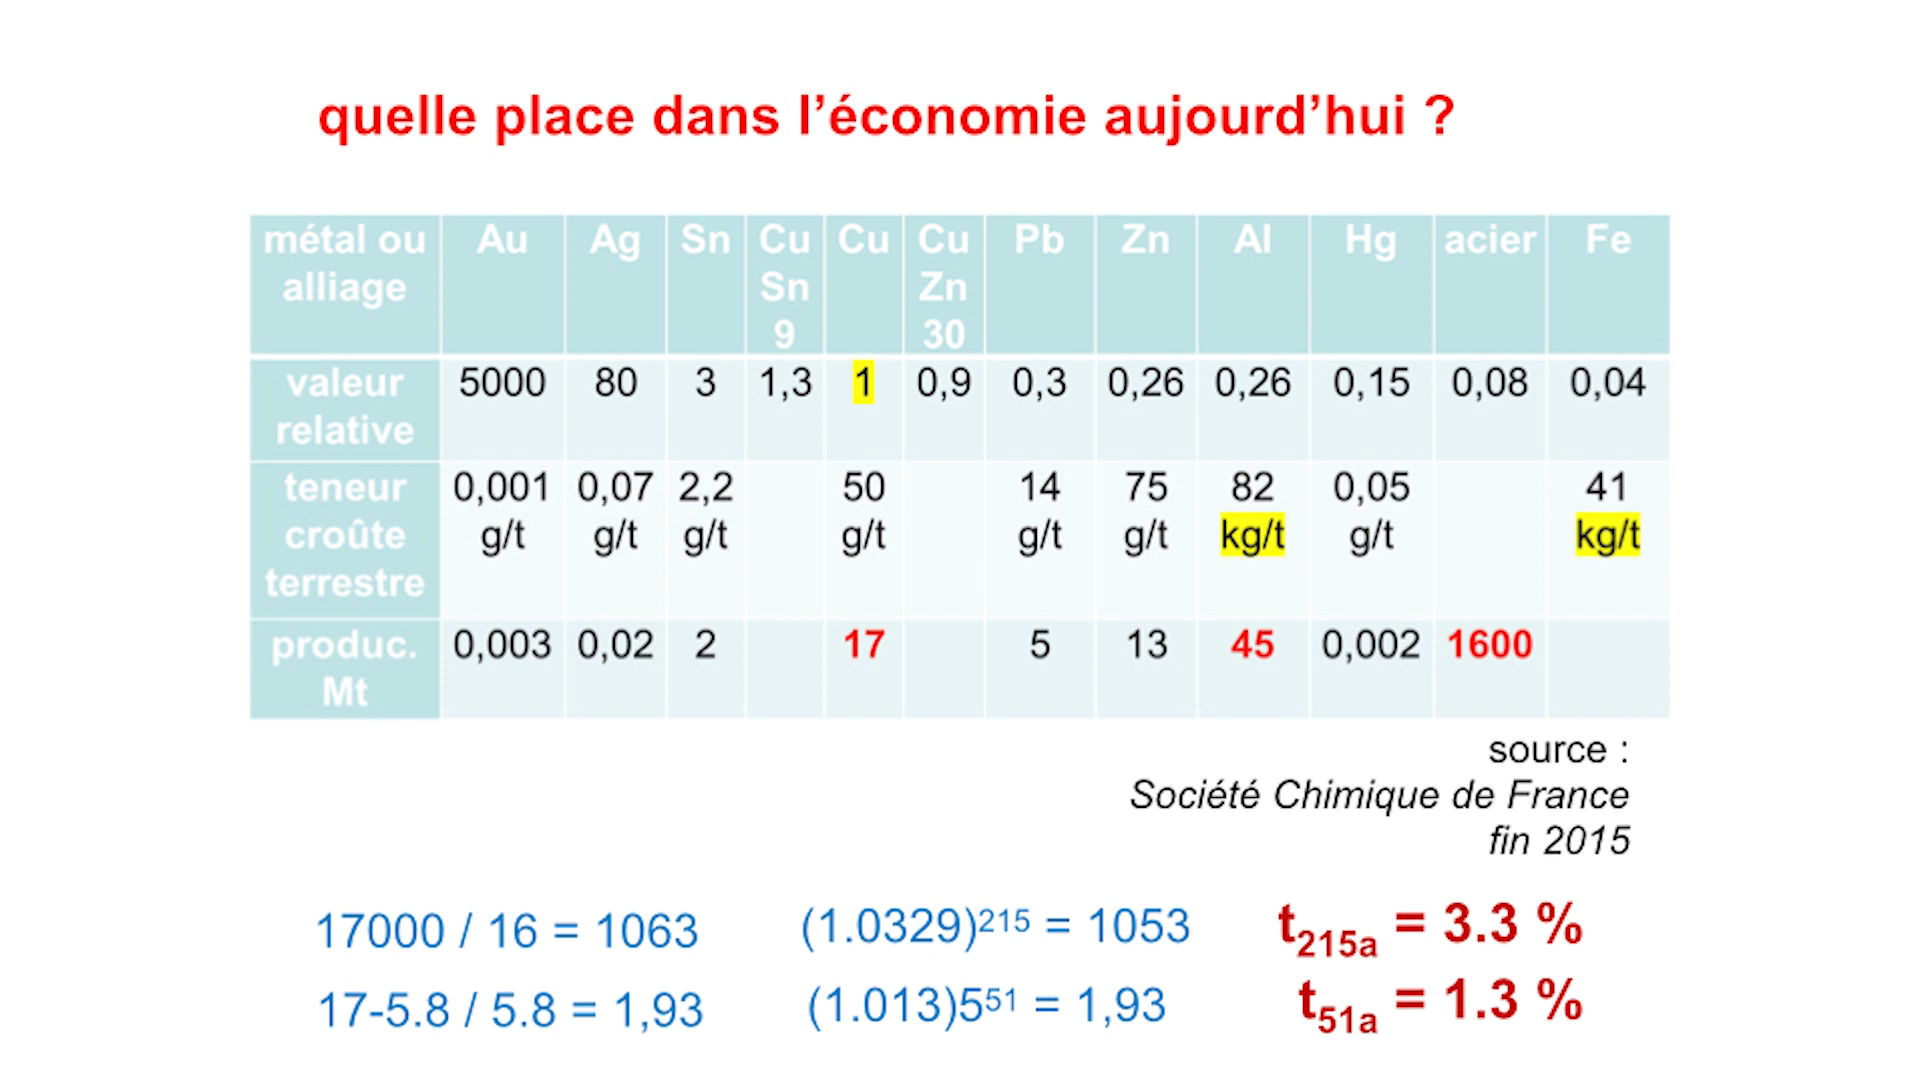 quelle place dans l’économie aujourd’hui ?
métal ou alliage Au Ag Sn Cu Sn 9 Cu Cu Zn 30 Pb Zn Al Hg acier Fe
valeur relative 5000 80 3 1,3 1 0,9 0,3 0,26 0,26 0,15 0,08 0,04
teneur croûte terrestre 0,001 g/t 0,07 g/t 2,2 g/t 50 g/t 14 g/t 75 g/t 82 kg/t 0,05 g/t 41 kg/t
produc. Mt 0,003 0,02 2 17 5 13 45 0,002 1600
source :
Société Chimique de France
fin 2015
17000 / 16 = 1063 (1.0329)215 = 1053 t215a = 3.3 %
17-5.8 / 5.8 = 1,93 (1.013)551 = 1,93 t51a = 1.3 %